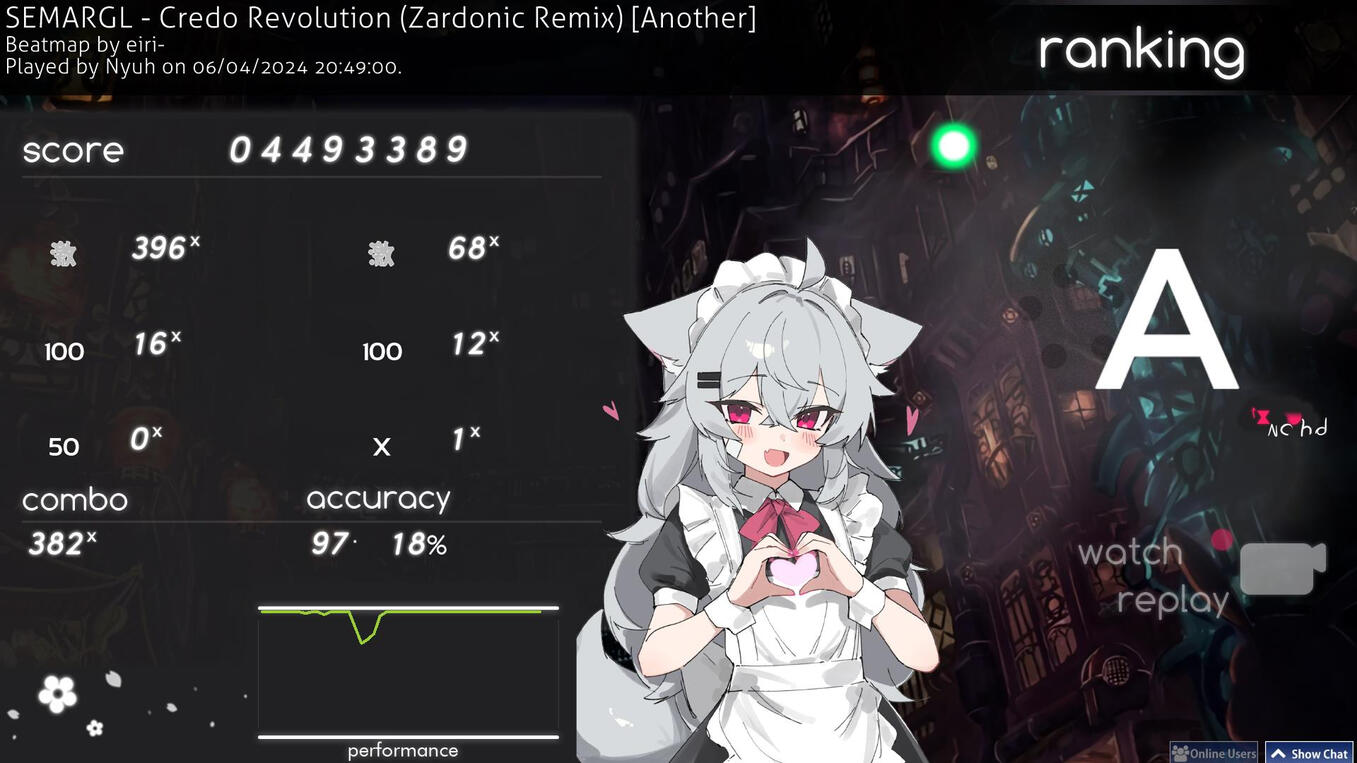 SEMARGL - Credo Revolution (Zardonic Remix) [Another]
Beatmap by eiri-
Played by Nyuh on 06/04/2024 20:49:00.
ranking
score 04493389
396x 68x
100 16x 100 12x
50 0x X 1x
combo accuracy
382x 97.18%
A
NC hd
watch
replay
performance
Online Users Show Chat